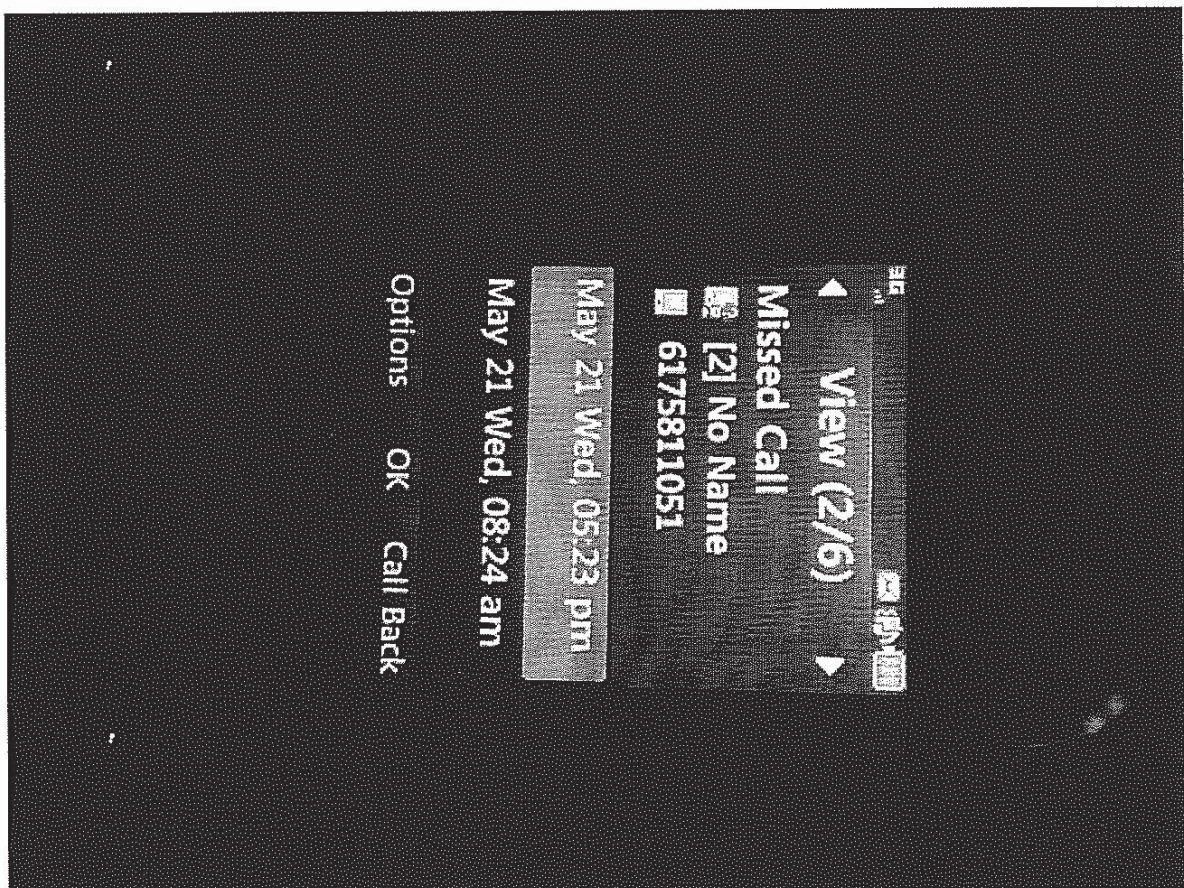 3G
View (2/6)
Missed Call
[2] No Name
6175811051
May 21 Wed, 05:23 pm
May 21 Wed, 08:24 am
Options OK Call Back